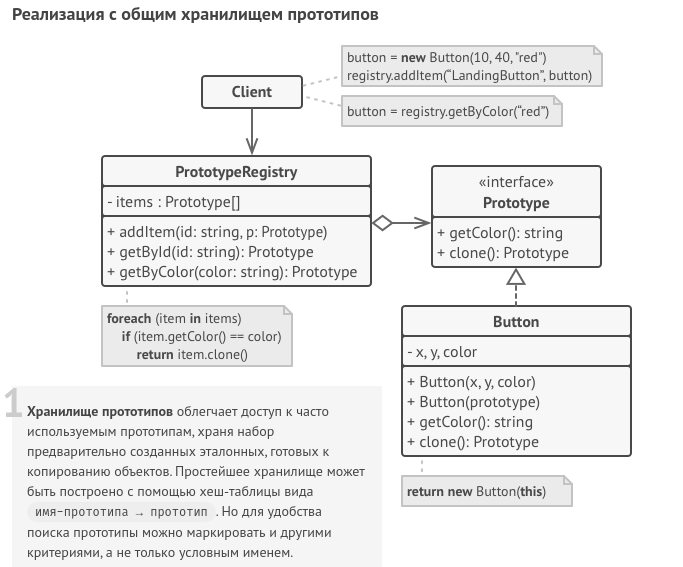 Реализация с общим хранилищем прототипов
button = new Button(10, 40, "red")
registry.addItem(“LandingButton”, button)
Client
button = registry.getByColor(“red”)
PrototypeRegistry
- items : Prototype[]
+ addItem(id: string, p: Prototype)
+ getById(id: string): Prototype
+ getByColor(color: string): Prototype
«interface»
Prototype
+ getColor(): string
+ clone(): Prototype
foreach (item in items)
if (item.getColor() == color)
return item.clone()
Button
- x, y, color
+ Button(x, y, color)
+ Button(prototype)
+ getColor(): string
+ clone(): Prototype
return new Button(this)
1
Хранилище прототипов облегчает доступ к часто
используемым прототипам, храня набор
предварительно созданных эталонных, готовых к
копированию объектов. Простейшее хранилище может
быть построено с помощью хеш-таблицы вида
имя-прототипа → прототип. Но для удобства
поиска прототипы можно маркировать и другими
критериями, а не только условным именем.